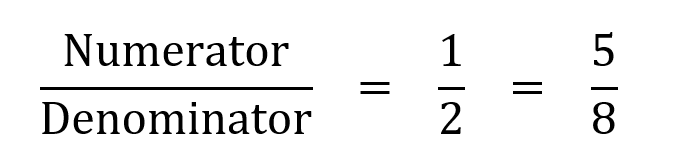 Numerator = 1 = 5
Denominator 2 8